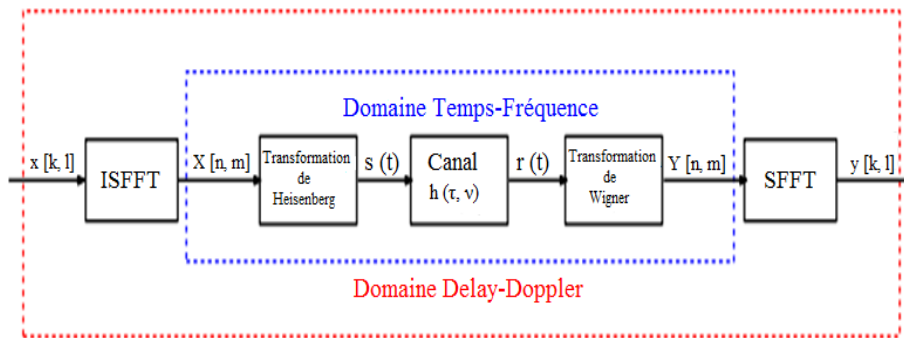 Domaine Temps-Fréquence
x [k, l]
ISFFT
X [n, m]
Transformation
de
Heisenberg
s (t)
Canal
h (τ, ν)
r (t)
Transformation
de
Wigner
Y [n, m]
SFFT
y [k, l]
Domaine Delay-Doppler